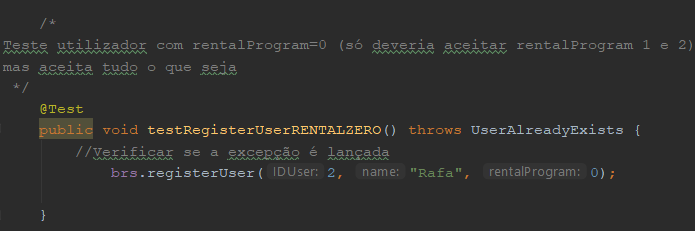 /*
Teste utilizador com rentalProgram=0 (só deveria aceitar rentalProgram 1 e 2)
mas aceita tudo o que seja
*/
@Test
public void testRegisterUserRENTALZERO() throws UserAlreadyExists {
//Verificar se a excepção é lançada
brs.registerUser( IDUser: 2, name: "Rafa", rentalProgram: 0);
}